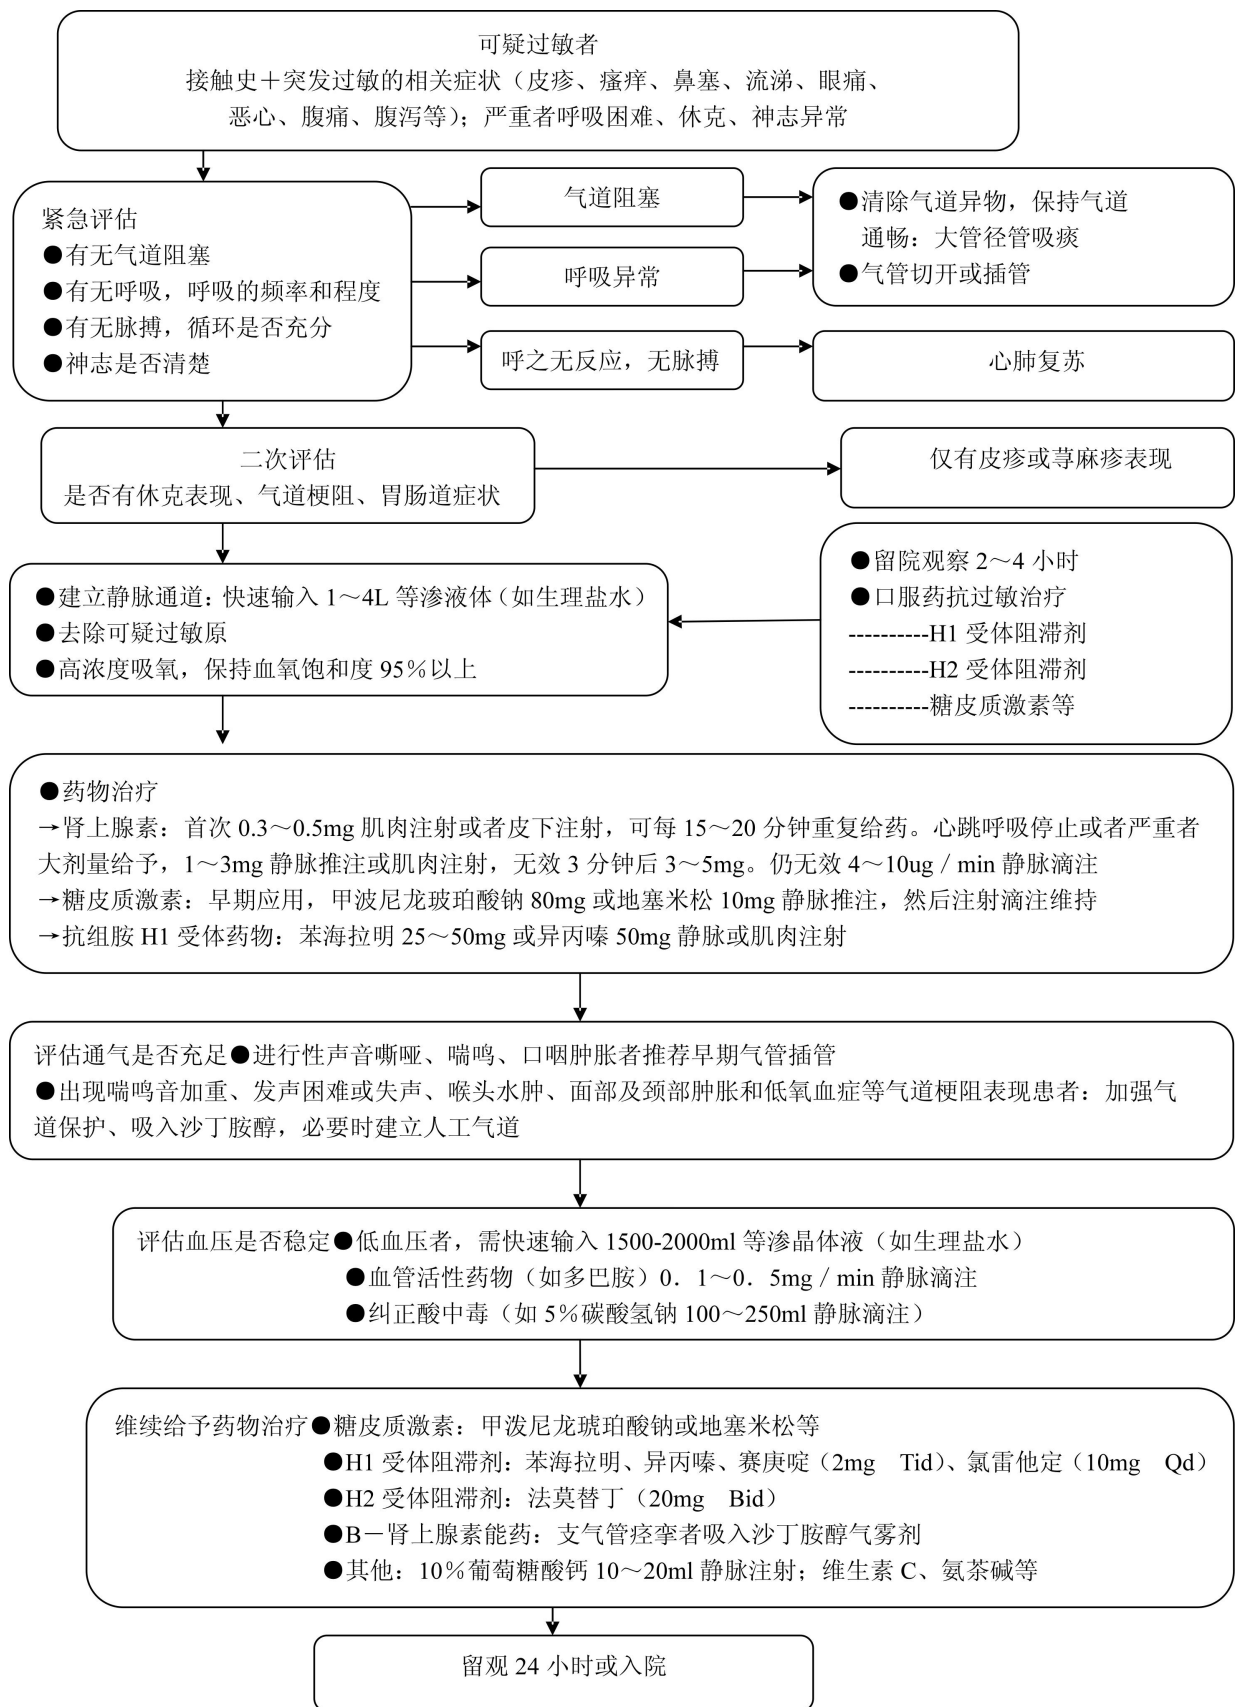 可疑过敏者
接触史＋突发过敏的相关症状（皮疹、瘙痒、鼻塞、流涕、眼痛、
恶心、腹痛、腹泻等）；严重者呼吸困难、休克、神志异常
紧急评估
●有无气道阻塞
●有无呼吸，呼吸的频率和程度
●有无脉搏，循环是否充分
●神志是否清楚
气道阻塞
呼吸异常
呼之无反应，无脉搏
●清除气道异物，保持气道
通畅：大管径管吸痰
●气管切开或插管
心肺复苏
二次评估
是否有休克表现、气道梗阻、胃肠道症状
仅有皮疹或荨麻疹表现
●留院观察 2～4 小时
●口服药抗过敏治疗
----------H1 受体阻滞剂
----------H2 受体阻滞剂
----------糖皮质激素等
●建立静脉通道：快速输入 1～4L 等渗液体（如生理盐水）
●去除可疑过敏原
●高浓度吸氧，保持血氧饱和度 95％以上
●药物治疗
→肾上腺素：首次 0.3～0.5mg 肌肉注射或者皮下注射，可每 15～20 分钟重复给药。心跳呼吸停止或者严重者
大剂量给予，1～3mg 静脉推注或肌肉注射，无效 3 分钟后 3～5mg。仍无效 4～10ug／min 静脉滴注
→糖皮质激素：早期应用，甲波尼龙玻珀酸钠 80mg 或地塞米松 10mg 静脉推注，然后注射滴注维持
→抗组胺 H1 受体药物：苯海拉明 25～50mg 或异丙嗪 50mg 静脉或肌肉注射
评估通气是否充足●进行性声音嘶哑、喘鸣、口咽肿胀者推荐早期气管插管
●出现喘鸣音加重、发声困难或失声、喉头水肿、面部及颈部肿胀和低氧血症等气道梗阻表现患者：加强气
道保护、吸入沙丁胺醇，必要时建立人工气道
评估血压是否稳定●低血压者，需快速输入 1500-2000ml 等渗晶体液（如生理盐水）
●血管活性药物（如多巴胺）0．1～0．5mg／min 静脉滴注
●纠正酸中毒（如 5％碳酸氢钠 100～250ml 静脉滴注）
维续给予药物治疗●糖皮质激素：甲泼尼龙琥珀酸钠或地塞米松等
●H1 受体阻滞剂：苯海拉明、异丙嗪、赛庚啶（2mg　Tid）、氯雷他定（10mg　Qd）
●H2 受体阻滞剂：法莫替丁（20mg　Bid）
●B－肾上腺素能药：支气管痉挛者吸入沙丁胺醇气雾剂
●其他：10％葡萄糖酸钙 10～20ml 静脉注射；维生素 C、氨茶碱等
留观 24 小时或入院